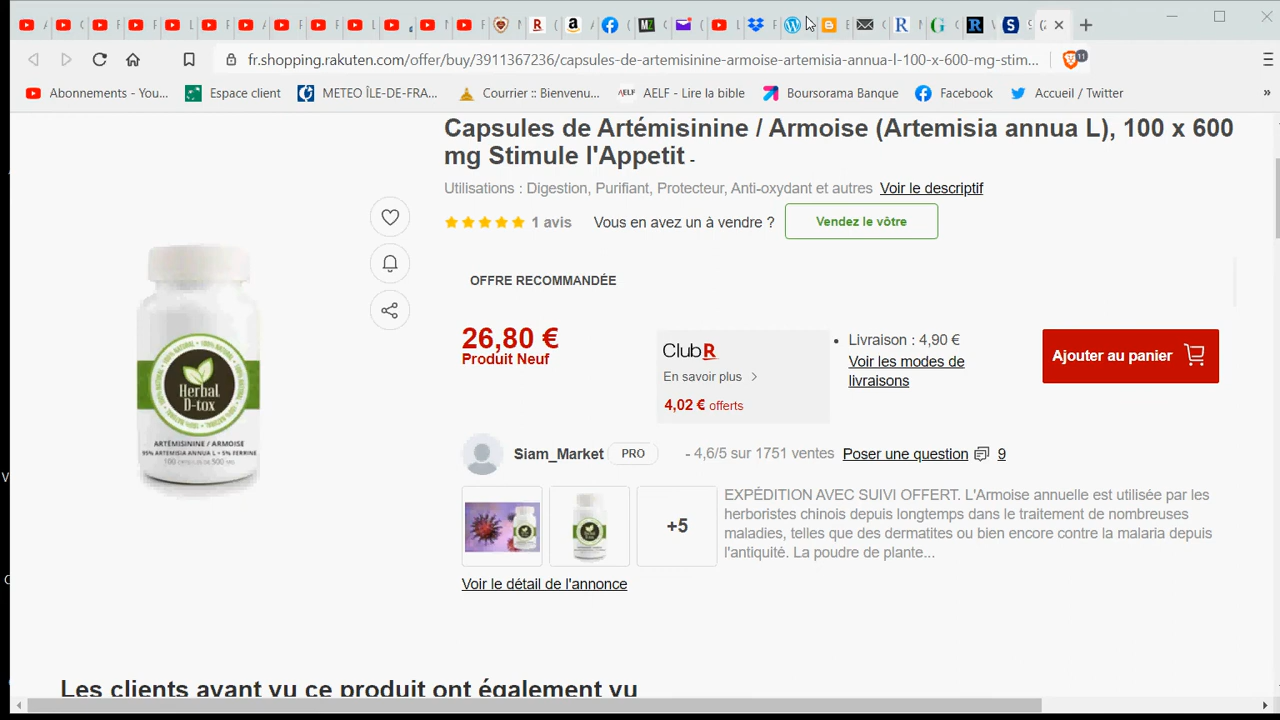 fr.shopping.rakuten.com/offer/buy/3911367236/capsules-de-artemisinine-armoise-artemisia-annua-l-100-x-600-mg-stim...
11
Abonnements - You...
Espace client
METEO ÎLE-DE-FRA...
Courrier :: Bienvenu...
AELF
AELF - Lire la bible
Boursorama Banque
Facebook
Accueil / Twitter
»
Capsules de Artémisinine / Armoise (Artemisia annua L), 100 x 600
mg Stimule l'Appetit -
Utilisations : Digestion, Purifiant, Protecteur, Anti-oxydant et autres Voir le descriptif
1 avis Vous en avez un à vendre ? Vendez le vôtre
OFFRE RECOMMANDÉE
26,80 €
Produit Neuf
ClubR
En savoir plus >
4,02 € offerts
• Livraison : 4,90 €
Voir les modes de
livraisons
Ajouter au panier
Herbal
D-tox
ARTÉMISININE / ARMOISE
95% ARTEMISIA ANNUA L + 5% PERRINE
Siam_Market PRO - 4,6/5 sur 1751 ventes Poser une question 9
+5
EXPÉDITION AVEC SUIVI OFFERT. L'Armoise annuelle est utilisée par les
herboristes chinois depuis longtemps dans le traitement de nombreuses
maladies, telles que des dermatites ou bien encore contre la malaria depuis
l'antiquité. La poudre de plante...
Voir le détail de l'annonce
Les clients ayant vu ce produit ont également vu